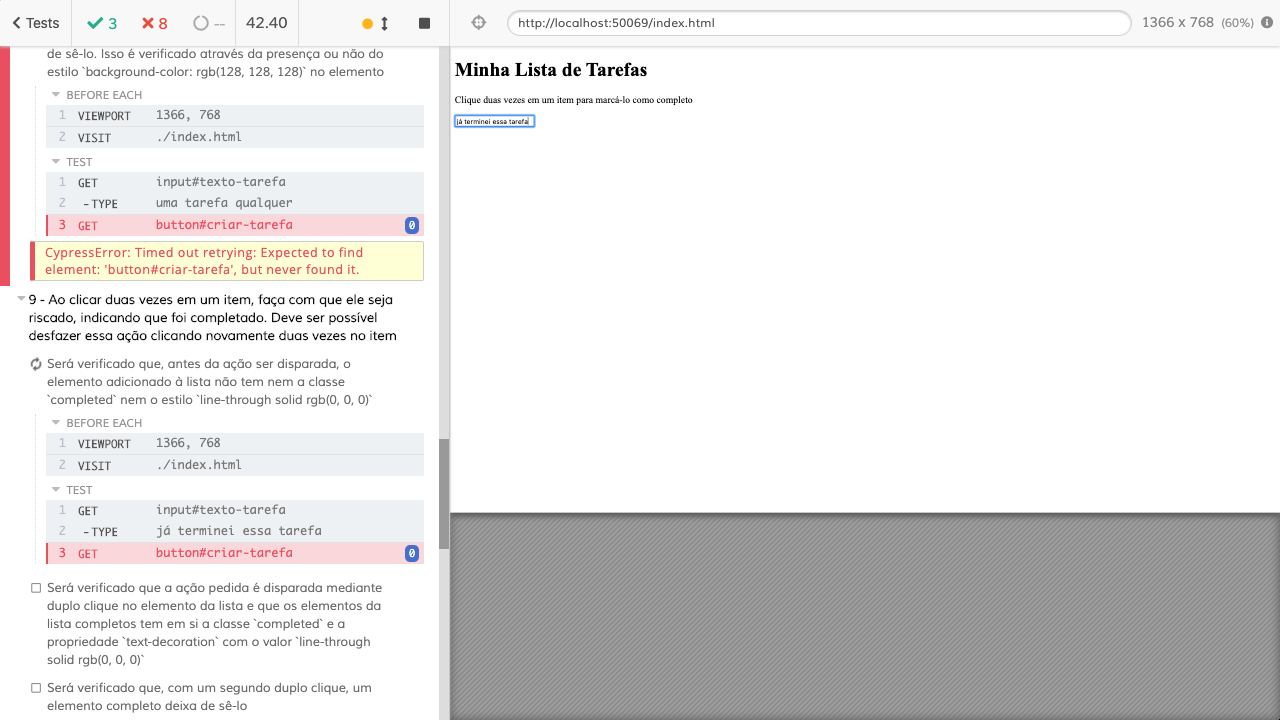 Tests
3
8
--
42.40
http://localhost:50069/index.html
1366 x 768 (60%)
de sê-lo. Isso é verificado através da presença ou não do
estilo `background-color: rgb(128, 128, 128)` no elemento
BEFORE EACH
1 VIEWPORT 1366, 768
2 VISIT ./index.html
TEST
1 GET input#texto-tarefa
2 -TYPE uma tarefa qualquer
3 GET button#criar-tarefa 0
CypressError: Timed out retrying: Expected to find
element: 'button#criar-tarefa', but never found it.
9 - Ao clicar duas vezes em um item, faça com que ele seja
riscado, indicando que foi completado. Deve ser possível
desfazer essa ação clicando novamente duas vezes no item
Será verificado que, antes da ação ser disparada, o
elemento adicionado à lista não tem nem a classe
`completed` nem o estilo `line-through solid rgb(0, 0, 0)`
BEFORE EACH
1 VIEWPORT 1366, 768
2 VISIT ./index.html
TEST
1 GET input#texto-tarefa
2 -TYPE já terminei essa tarefa
3 GET button#criar-tarefa 0
Será verificado que a ação pedida é disparada mediante
duplo clique no elemento da lista e que os elementos da
lista completos tem em si a classe `completed` e a
propriedade `text-decoration` com o valor `line-through
solid rgb(0, 0, 0)`
Será verificado que, com um segundo duplo clique, um
elemento completo deixa de sê-lo
Minha Lista de Tarefas
Clique duas vezes em um item para marcá-lo como completo
já terminei essa tarefa